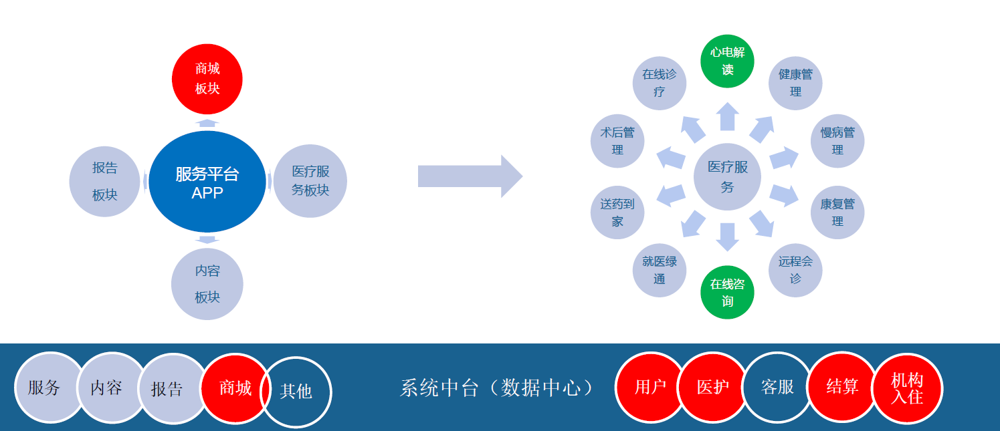 商城
板块
报告
板块
服务平台
APP
医疗服
务板块
内容
板块
心电解
读
在线诊
疗
健康管
理
术后管
理
慢病管
理
医疗服
务
送药到
家
康复管
理
就医绿
通
远程会
诊
在线咨
询
服务
内容
报告
商城
其他
系统中台（数据中心）
用户
医护
客服
结算
机构
入住